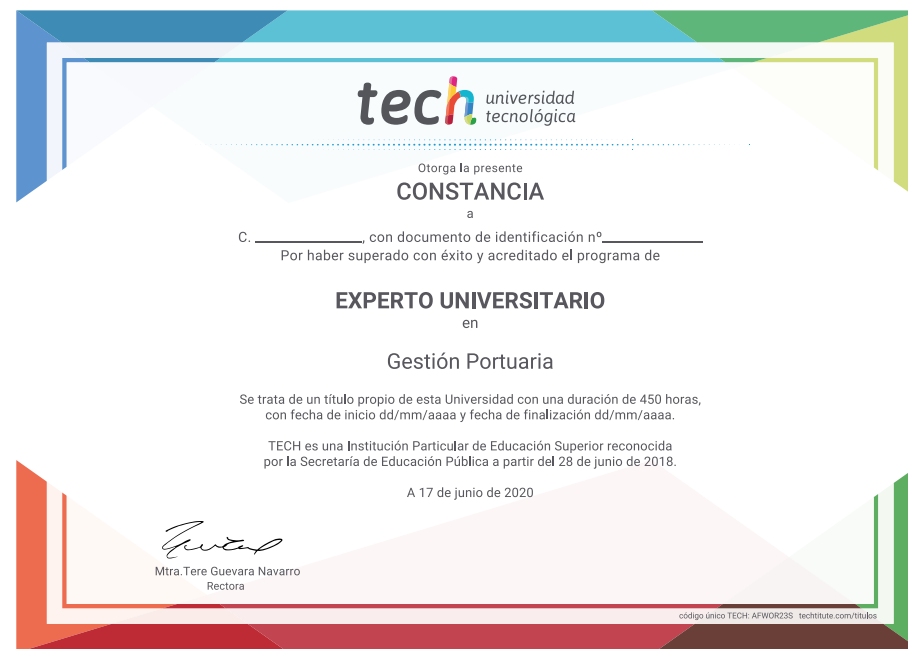 tech universidad
tecnológica
Otorga la presente
CONSTANCIA
a
C. ____________, con documento de identificación nº____________
Por haber superado con éxito y acreditado el programa de
EXPERTO UNIVERSITARIO
en
Gestión Portuaria
Se trata de un título propio de esta Universidad con una duración de 450 horas,
con fecha de inicio dd/mm/aaaa y fecha de finalización dd/mm/aaaa.
TECH es una Institución Particular de Educación Superior reconocida
por la Secretaría de Educación Pública a partir del 28 de junio de 2018.
A 17 de junio de 2020
Mtra.Tere Guevara Navarro
Rectora
código único TECH: AFWOR23S techtitute.com/titulos